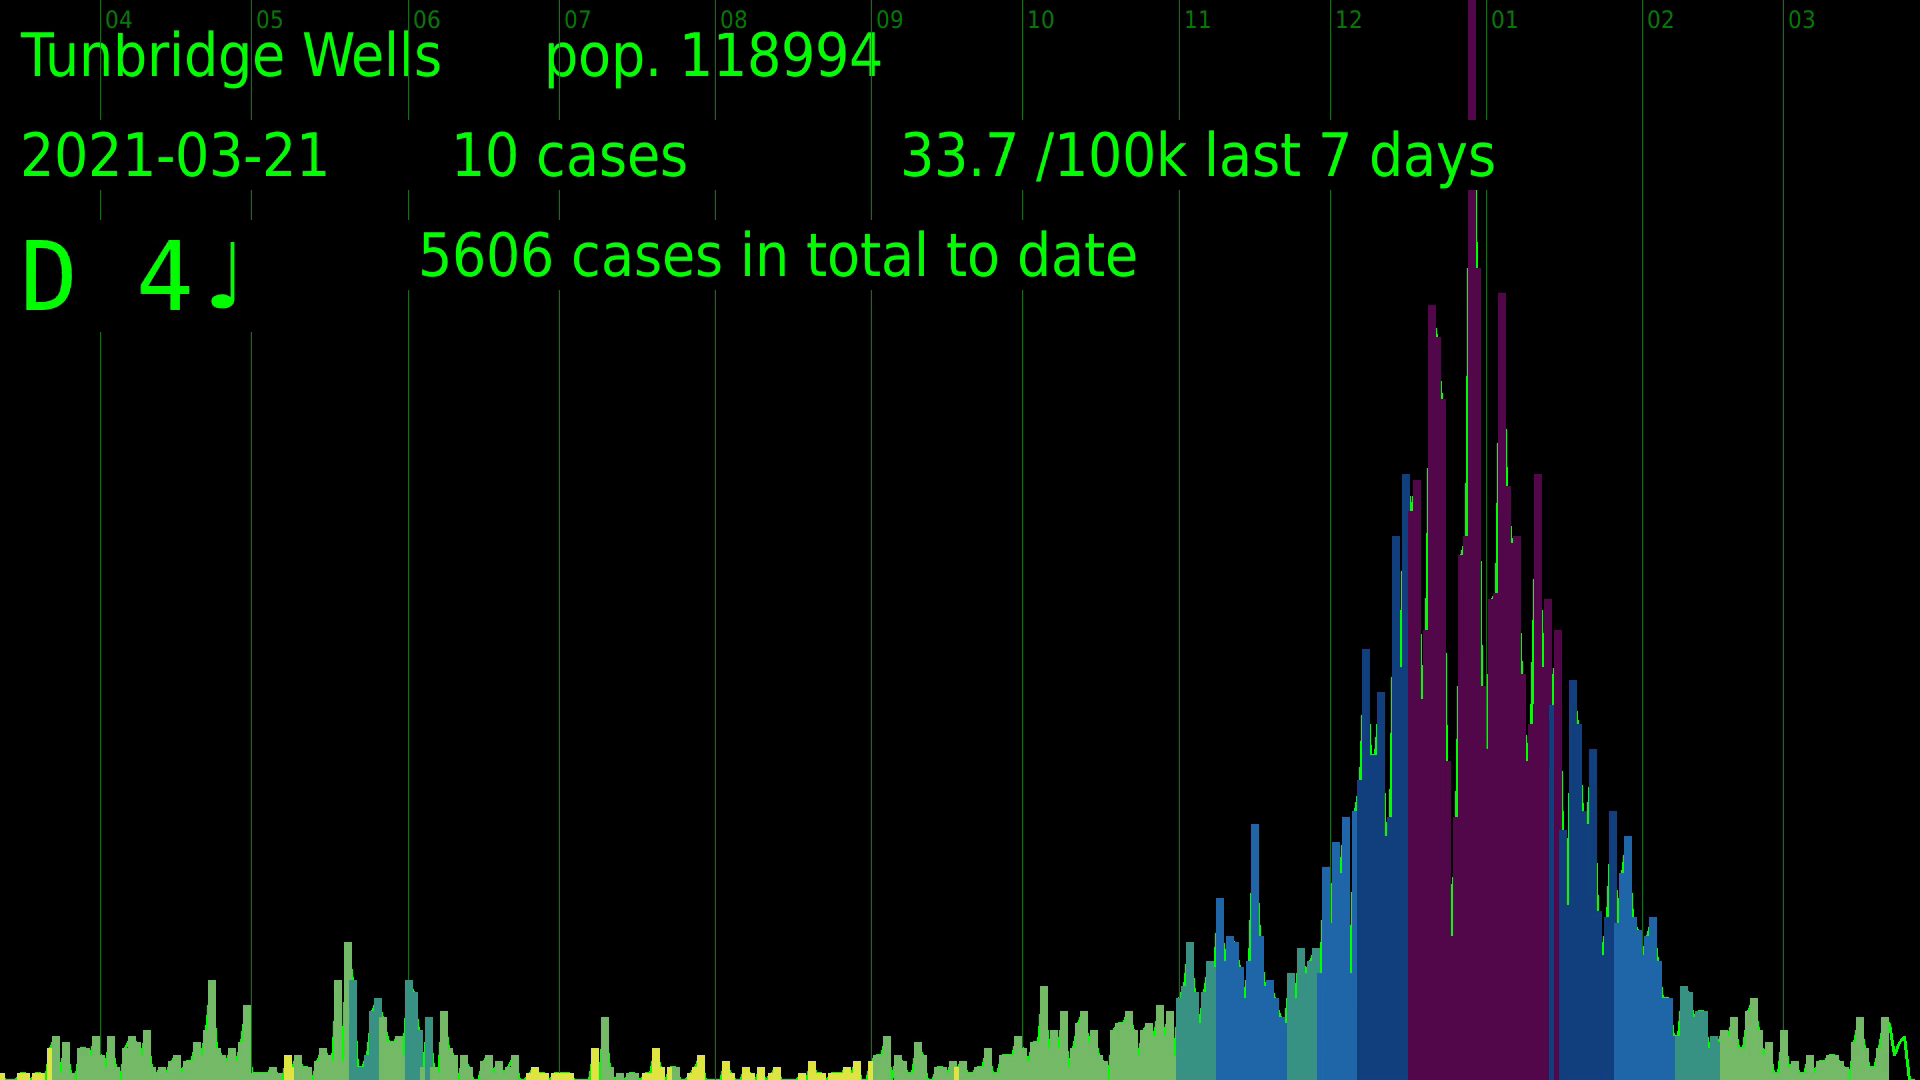 04 05 06 07 08 09 10 11 12 01 02 03
Tunbridge Wells pop. 118994
2021-03-21 10 cases 33.7 /100k last 7 days
D 4♩ 5606 cases in total to date